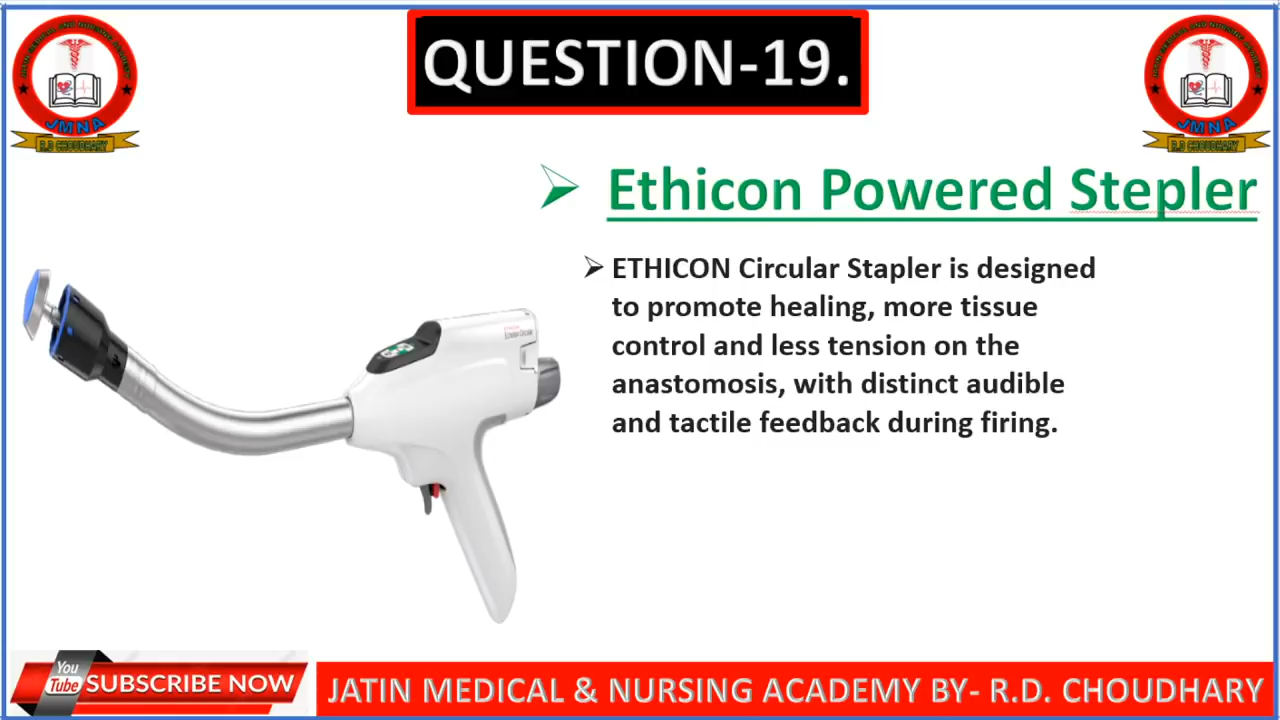 QUESTION-19.
JMNA
R.D CHOUDHARY
JMNA
R.D CHOUDHARY
Ethicon Powered Stepler
ETHICON Circular Stapler is designed
to promote healing, more tissue
control and less tension on the
anastomosis, with distinct audible
and tactile feedback during firing.
You
Tube
SUBSCRIBE NOW
JATIN MEDICAL & NURSING ACADEMY BY- R.D. CHOUDHARY